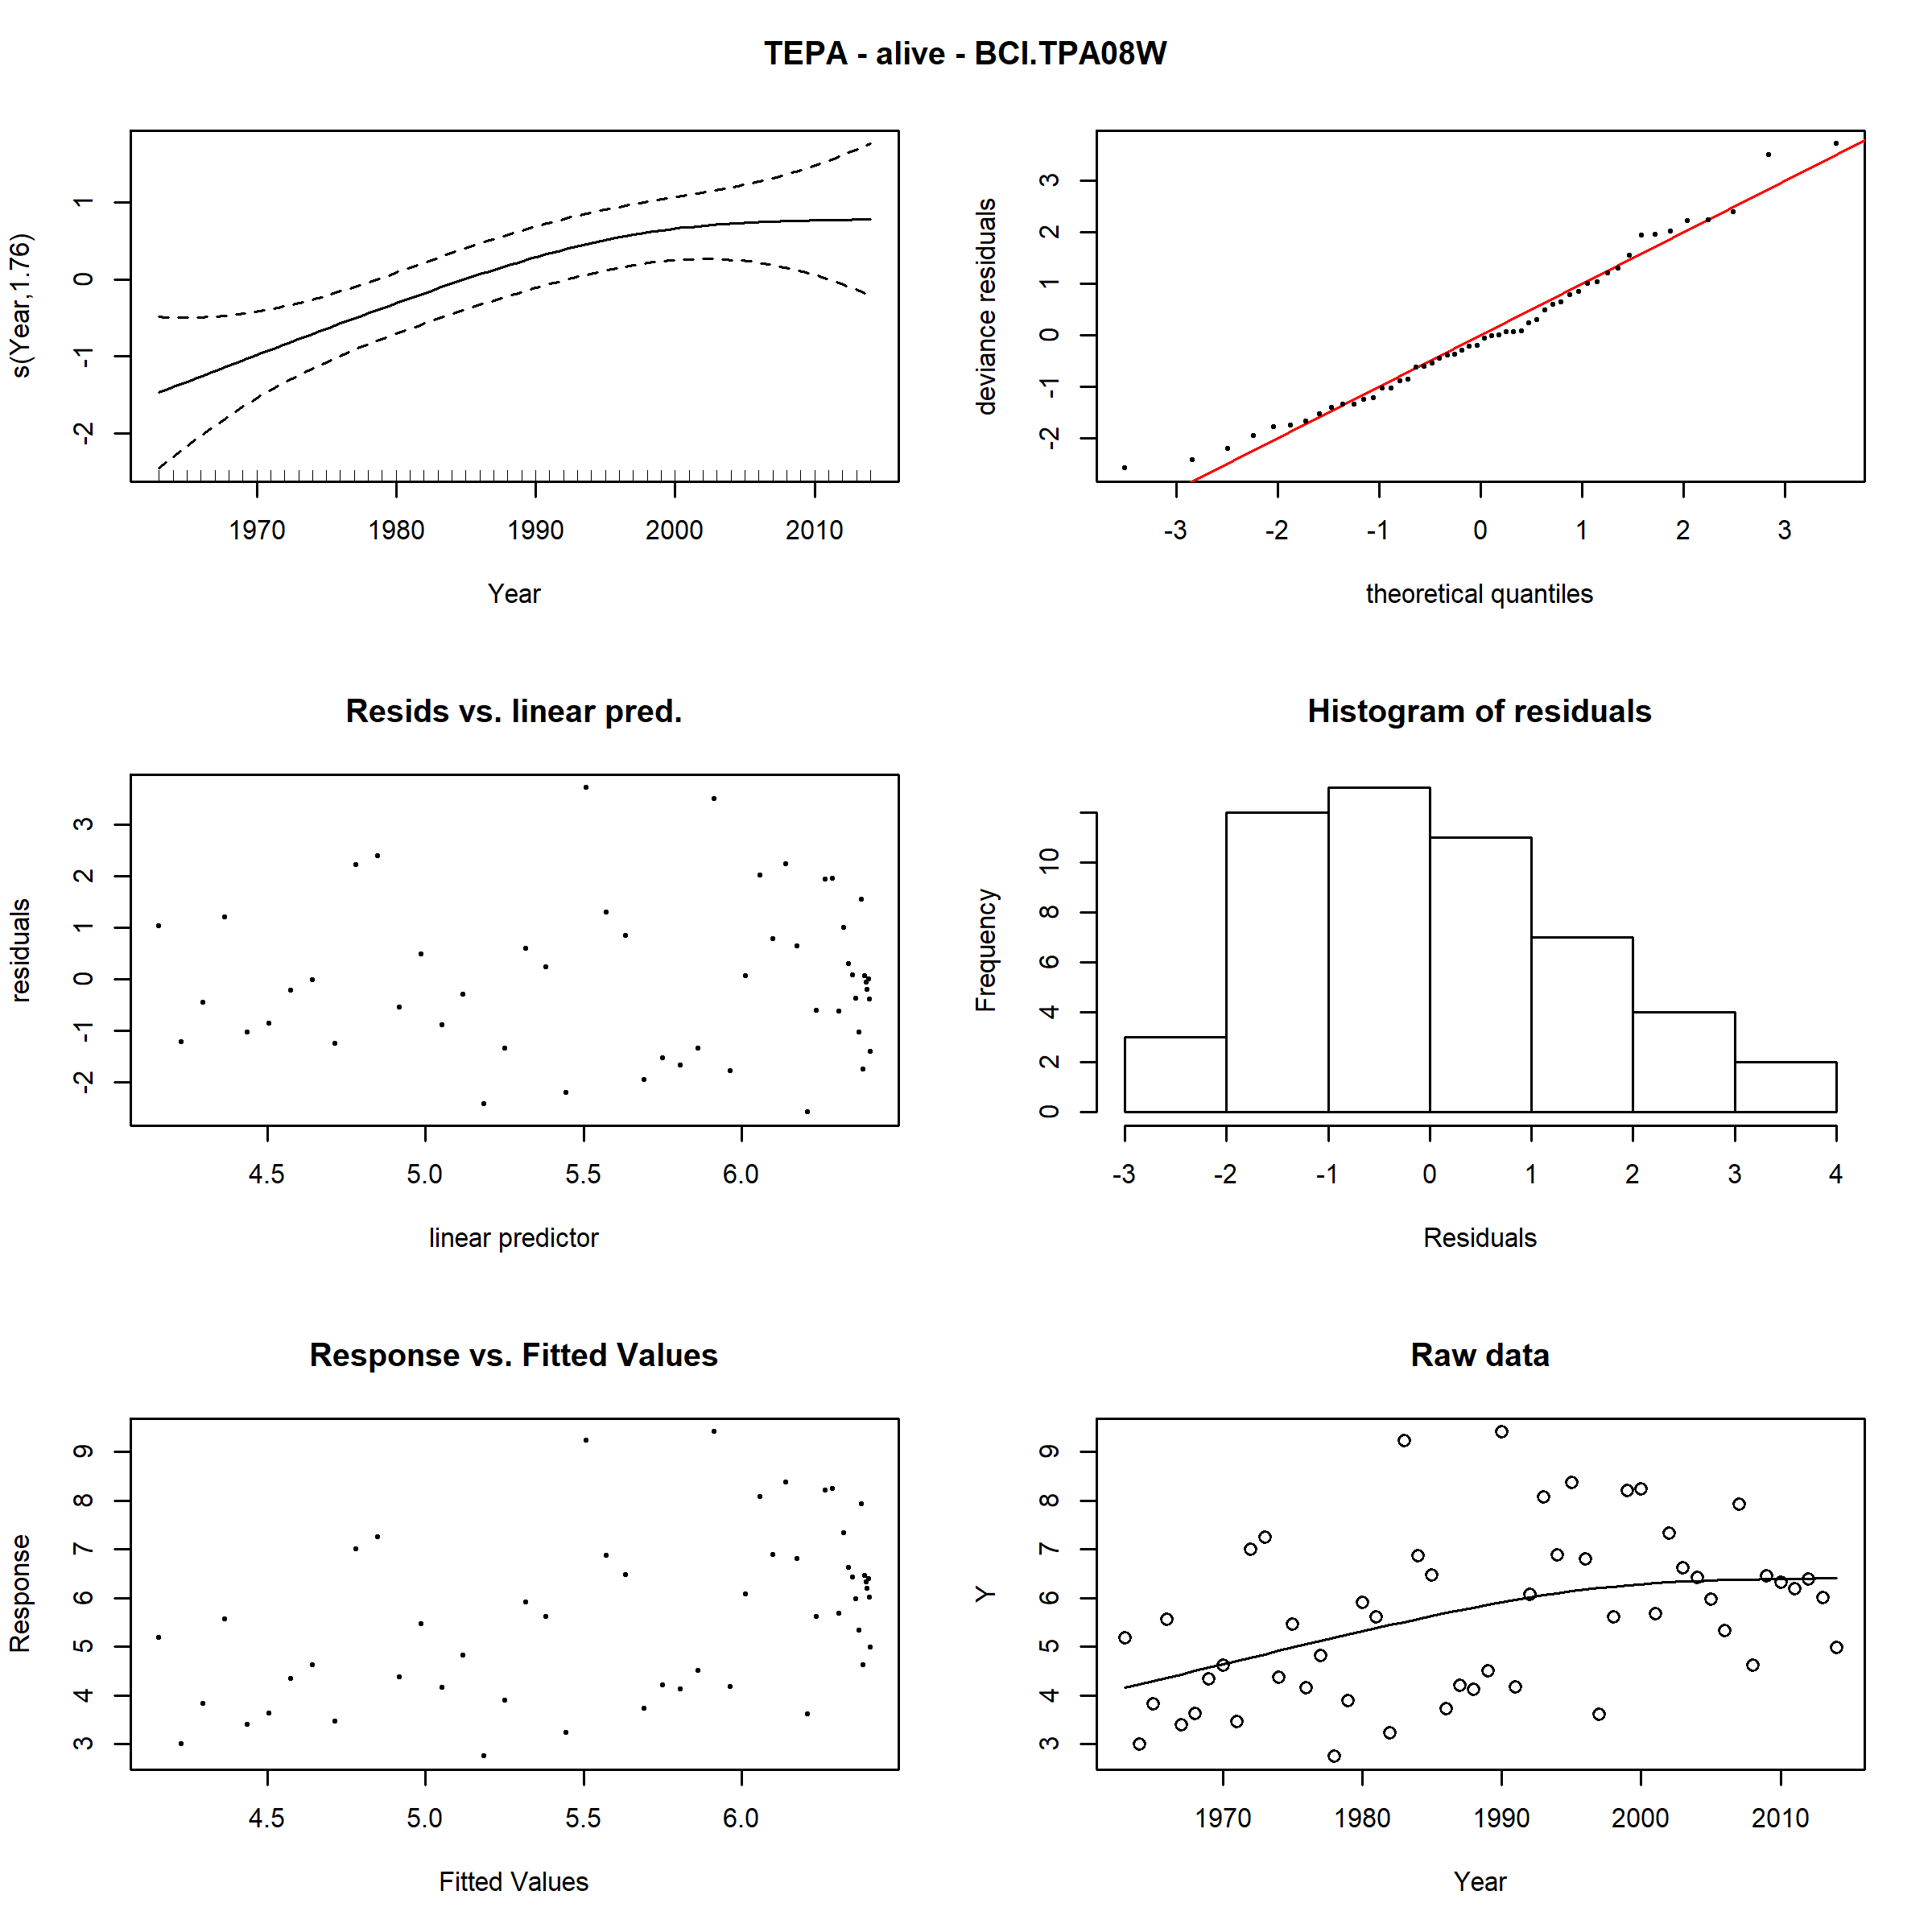 TEPA - alive - BCI.TPA08W
s(Year,1.76)
1
0
-1
-2
1970 1980 1990 2000 2010
Year
deviance residuals
3
2
1
0
-1
-2
-3 -2 -1 0 1 2 3
theoretical quantiles
Resids vs. linear pred.
residuals
3
2
1
0
-1
-2
4.5 5.0 5.5 6.0
linear predictor
Histogram of residuals
Frequency
10
8
6
4
2
0
-3 -2 -1 0 1 2 3 4
Residuals
Response vs. Fitted Values
Response
9
8
7
6
5
4
3
4.5 5.0 5.5 6.0
Fitted Values
Raw data
Y
9
8
7
6
5
4
3
1970 1980 1990 2000 2010
Year